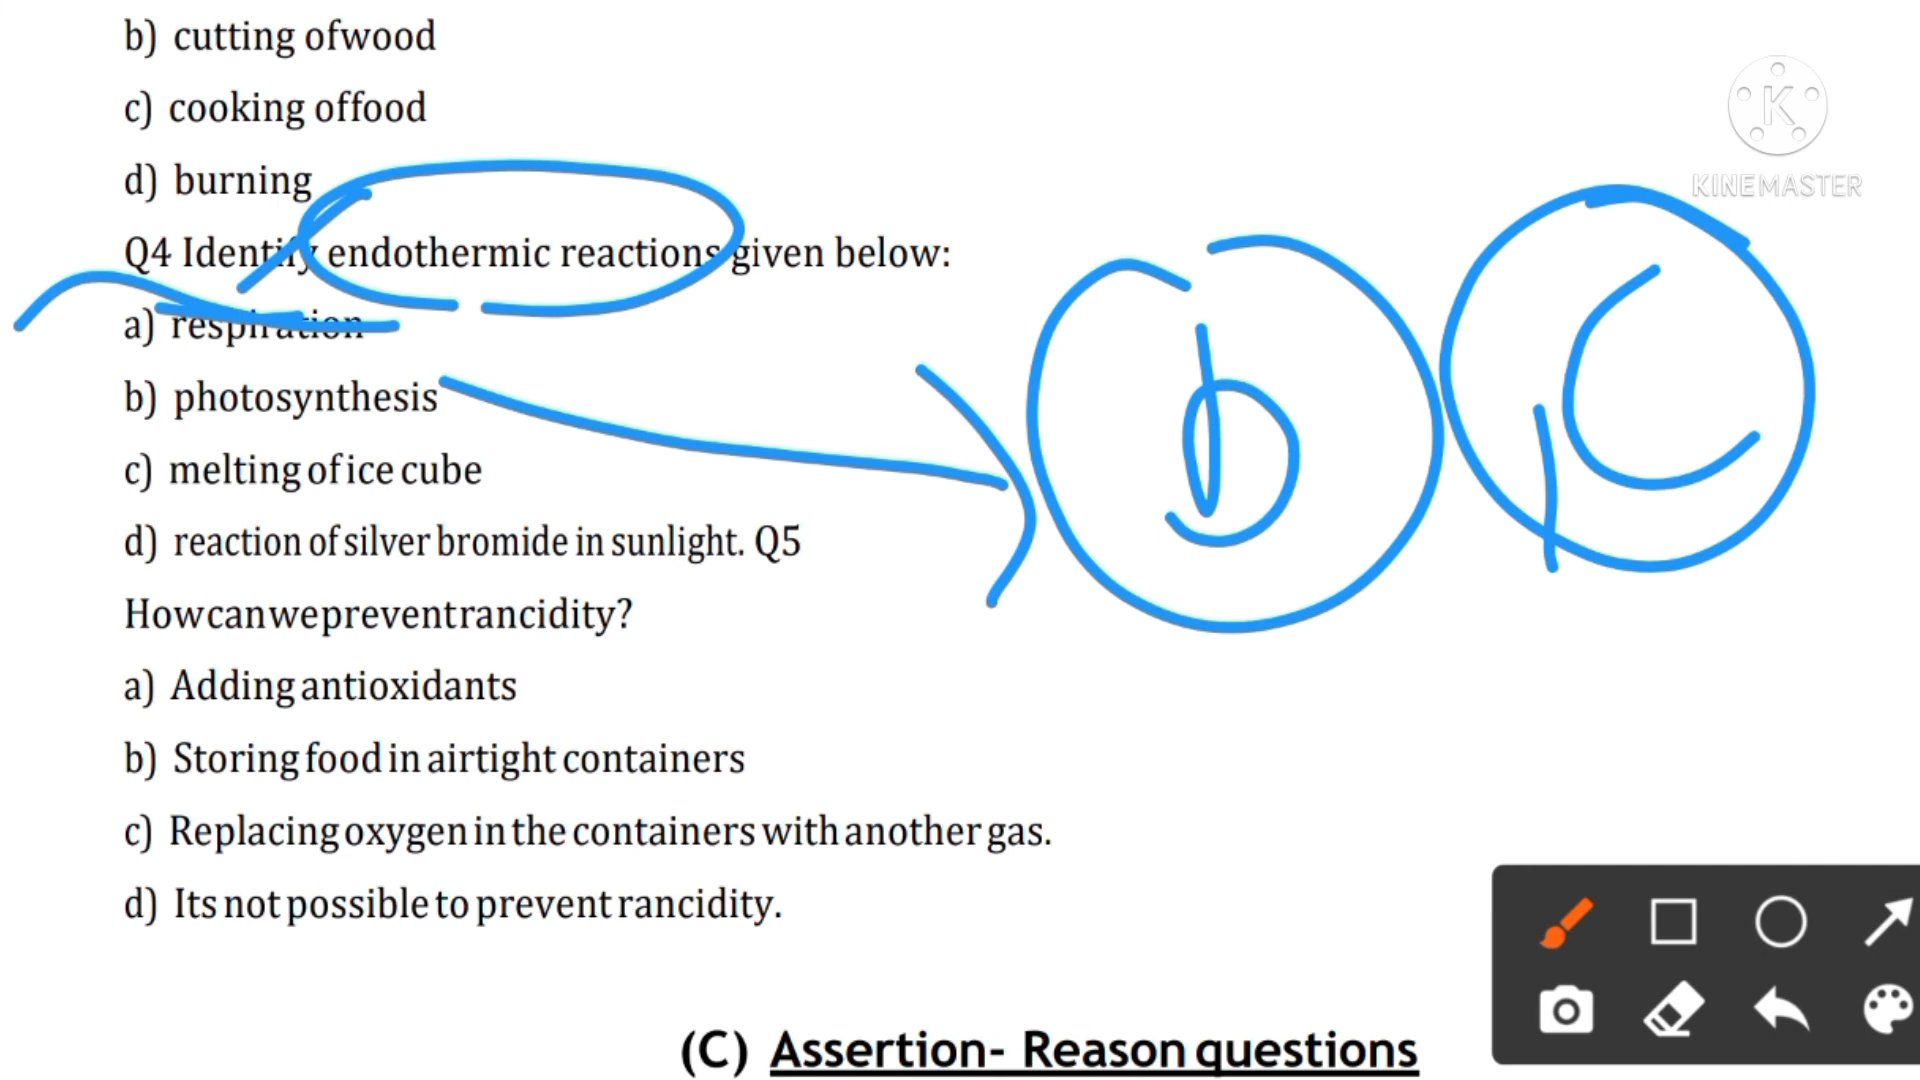 b) cutting ofwood
c) cooking offood
KINEMASTER
d) burning
Q4 Identify endothermic reactions given below:
a) respiration
b) photosynthesis
b
, C
c) melting of ice cube
d) reaction of silver bromide in sunlight. Q5
Howcanwepreventrancidity?
a) Adding antioxidants
b) Storing food in airtight containers
c) Replacing oxygen in the containers with another gas.
d) Its not possible to prevent rancidity.
(C) Assertion- Reason questions